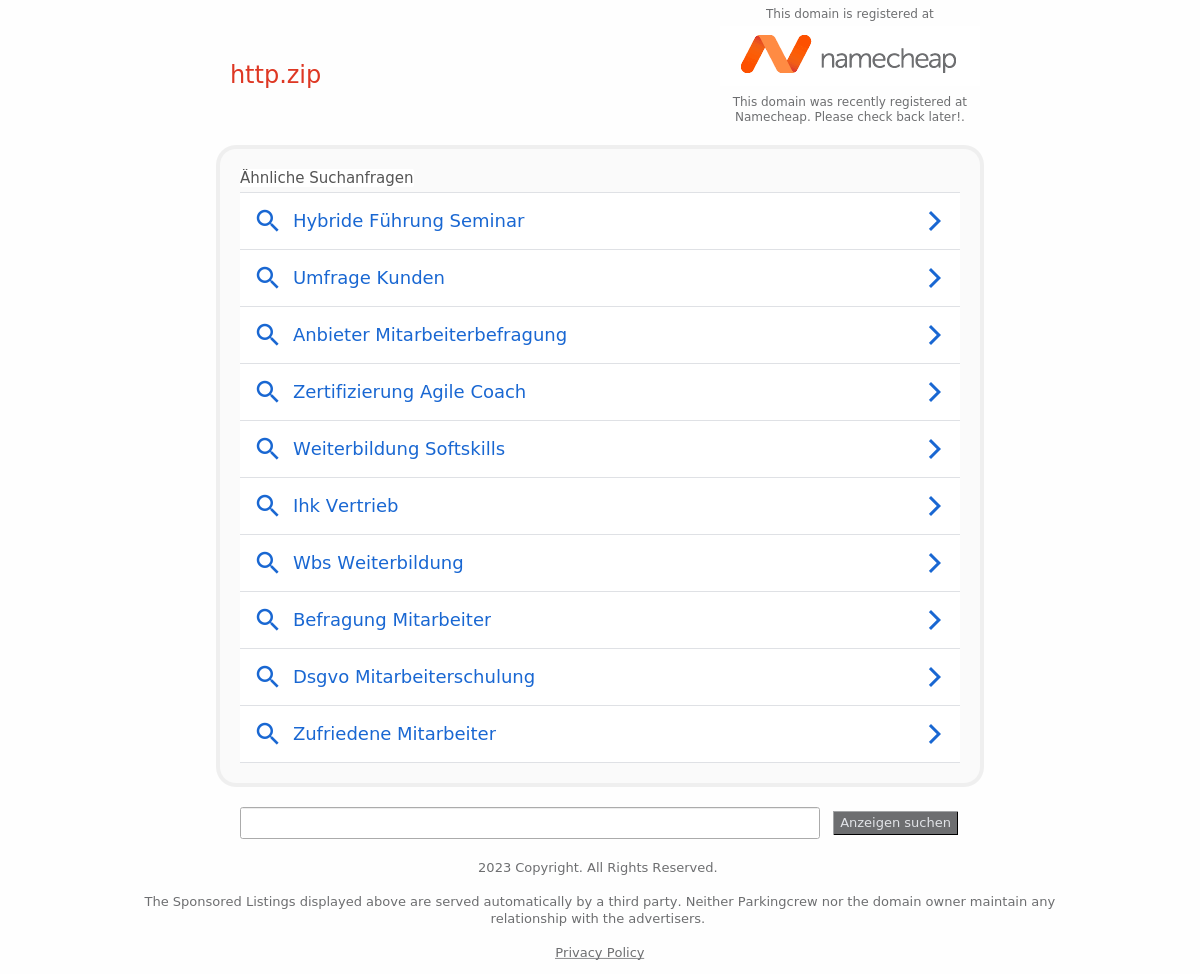 This domain is registered at
namecheap
http.zip
This domain was recently registered at
Namecheap. Please check back later!.
Ähnliche Suchanfragen
Hybride Führung Seminar
Umfrage Kunden
Anbieter Mitarbeiterbefragung
Zertifizierung Agile Coach
Weiterbildung Softskills
Ihk Vertrieb
Wbs Weiterbildung
Befragung Mitarbeiter
Dsgvo Mitarbeiterschulung
Zufriedene Mitarbeiter
Anzeigen suchen
2023 Copyright. All Rights Reserved.
The Sponsored Listings displayed above are served automatically by a third party. Neither Parkingcrew nor the domain owner maintain any
relationship with the advertisers.
Privacy Policy